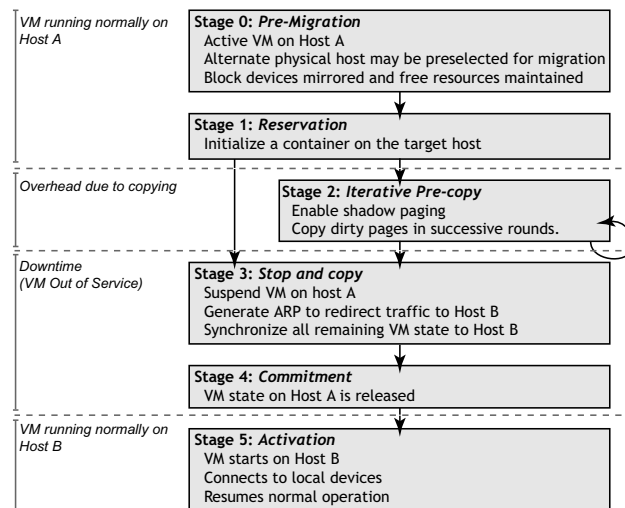 VM running normally on
Host A
Stage 0: Pre-Migration
Active VM on Host A
Alternate physical host may be preselected for migration
Block devices mirrored and free resources maintained
Stage 1: Reservation
Initialize a container on the target host
Overhead due to copying
Stage 2: Iterative Pre-copy
Enable shadow paging
Copy dirty pages in successive rounds.
Downtime
(VM Out of Service)
Stage 3: Stop and copy
Suspend VM on host A
Generate ARP to redirect traffic to Host B
Synchronize all remaining VM state to Host B
Stage 4: Commitment
VM state on Host A is released
VM running normally on
Host B
Stage 5: Activation
VM starts on Host B
Connects to local devices
Resumes normal operation